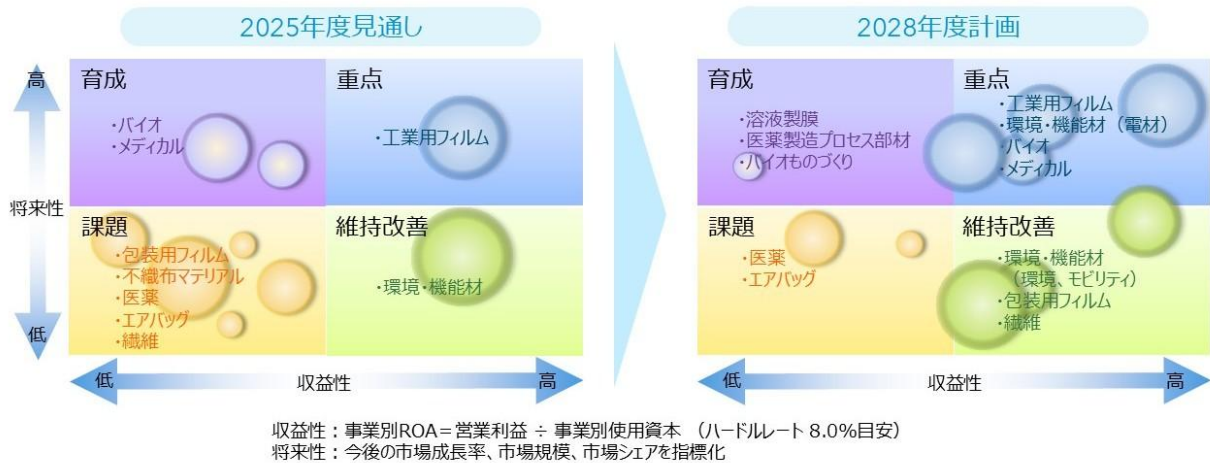 2025年度見通し
高
将来性
低
育成
・バイオ
・メディカル
重点
・工業用フィルム
課題
・包装用フィルム
・不織布マテリアル
・医薬
・エアバッグ
・繊維
維持改善
・環境・機能材
低
収益性
高
2028年度計画
育成
・溶液製膜
・医薬製造プロセス部材
・バイオものづくり
重点
・工業用フィルム
・環境・機能材（電材）
・バイオ
・メディカル
課題
・医薬
・エアバッグ
維持改善
・環境・機能材
（環境、モビリティ）
・包装用フィルム
・繊維
低
収益性
高
収益性：事業別ROA＝営業利益 ÷ 事業別使用資本 （ハードルレート 8.0%目安）
将来性：今後の市場成長率、市場規模、市場シェアを指標化